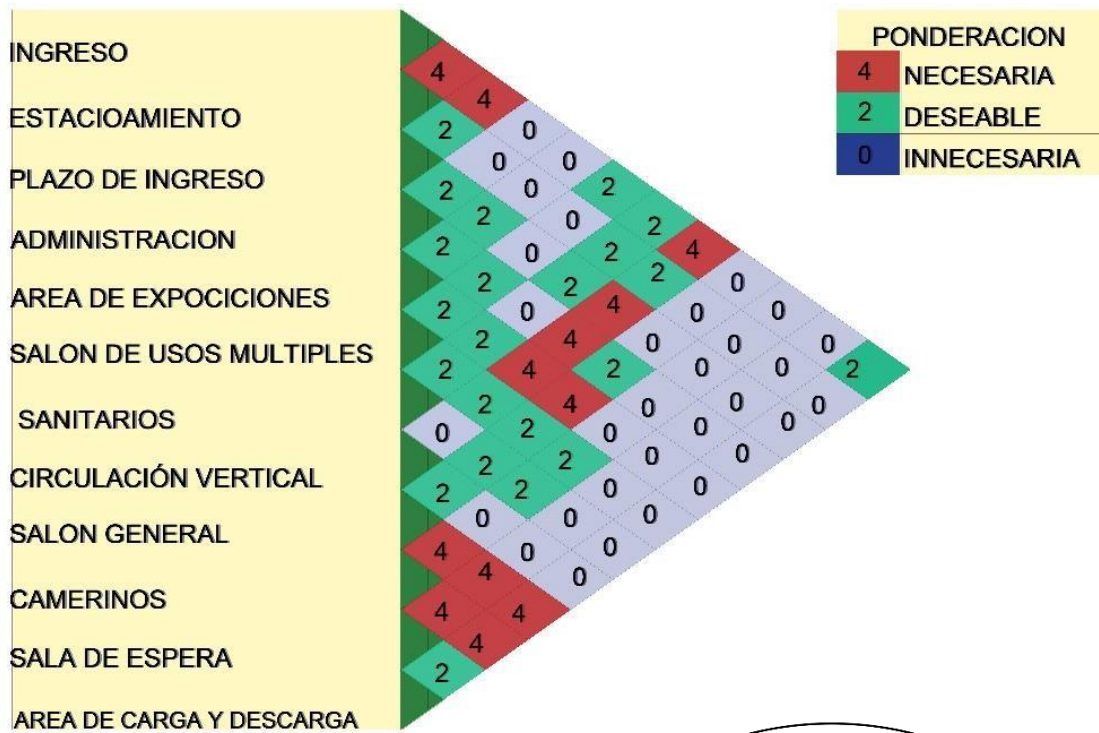 INGRESO
4
4
ESTACIOAMIENTO
2 0
0 0
PLAZO DE INGRESO
2 0 2
2 0 2
ADMINISTRACION
2 0 2 4
2 2 2 0
AREA DE EXPOCICIONES
2 0 4 0 0
2 4 0 0 0
SALON DE USOS MULTIPLES
2 4 2 0 0 2
2 4 0 0 0
SANITARIOS
0 2 0 0
2 2 0 0
CIRCULACIÓN VERTICAL
2 2 0 0
0 0 0
SALON GENERAL
4 0 0
4 0
CAMERINOS
4 4
4
SALA DE ESPERA
2
AREA DE CARGA Y DESCARGA
PONDERACION
4 NECESARIA
2 DESEABLE
0 INNECESARIA